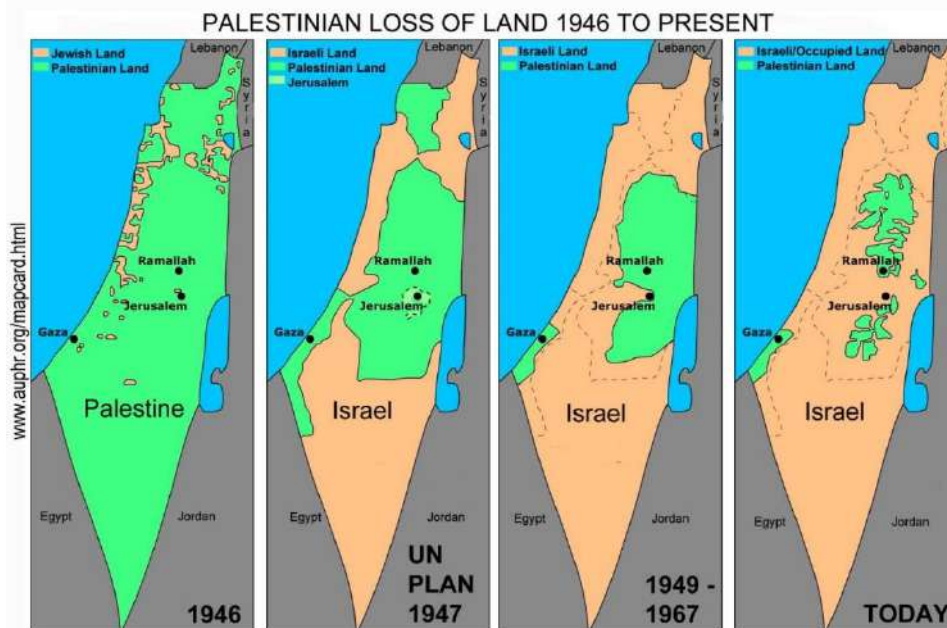 PALESTINIAN LOSS OF LAND 1946 TO PRESENT
www.auphr.org/mapcard.html
Jewish Land
Palestinian Land
Lebanon
Syria
Ramallah
Jerusalem
Gaza
Palestine
Egypt
Jordan
1946
Israeli Land
Palestinian Land
Jerusalem
Lebanon
Syria
Ramallah
Jerusalem
Gaza
Israel
Egypt
Jordan
UN
PLAN
1947
Israeli Land
Palestinian Land
Lebanon
Syria
Ramallah
Jerusalem
Gaza
Israel
Egypt
Jordan
1949 -
1967
Israeli/Occupied Land
Palestinian Land
Lebanon
Syria
Ramallah
Jerusalem
Gaza
Israel
Egypt
Jordan
TODAY